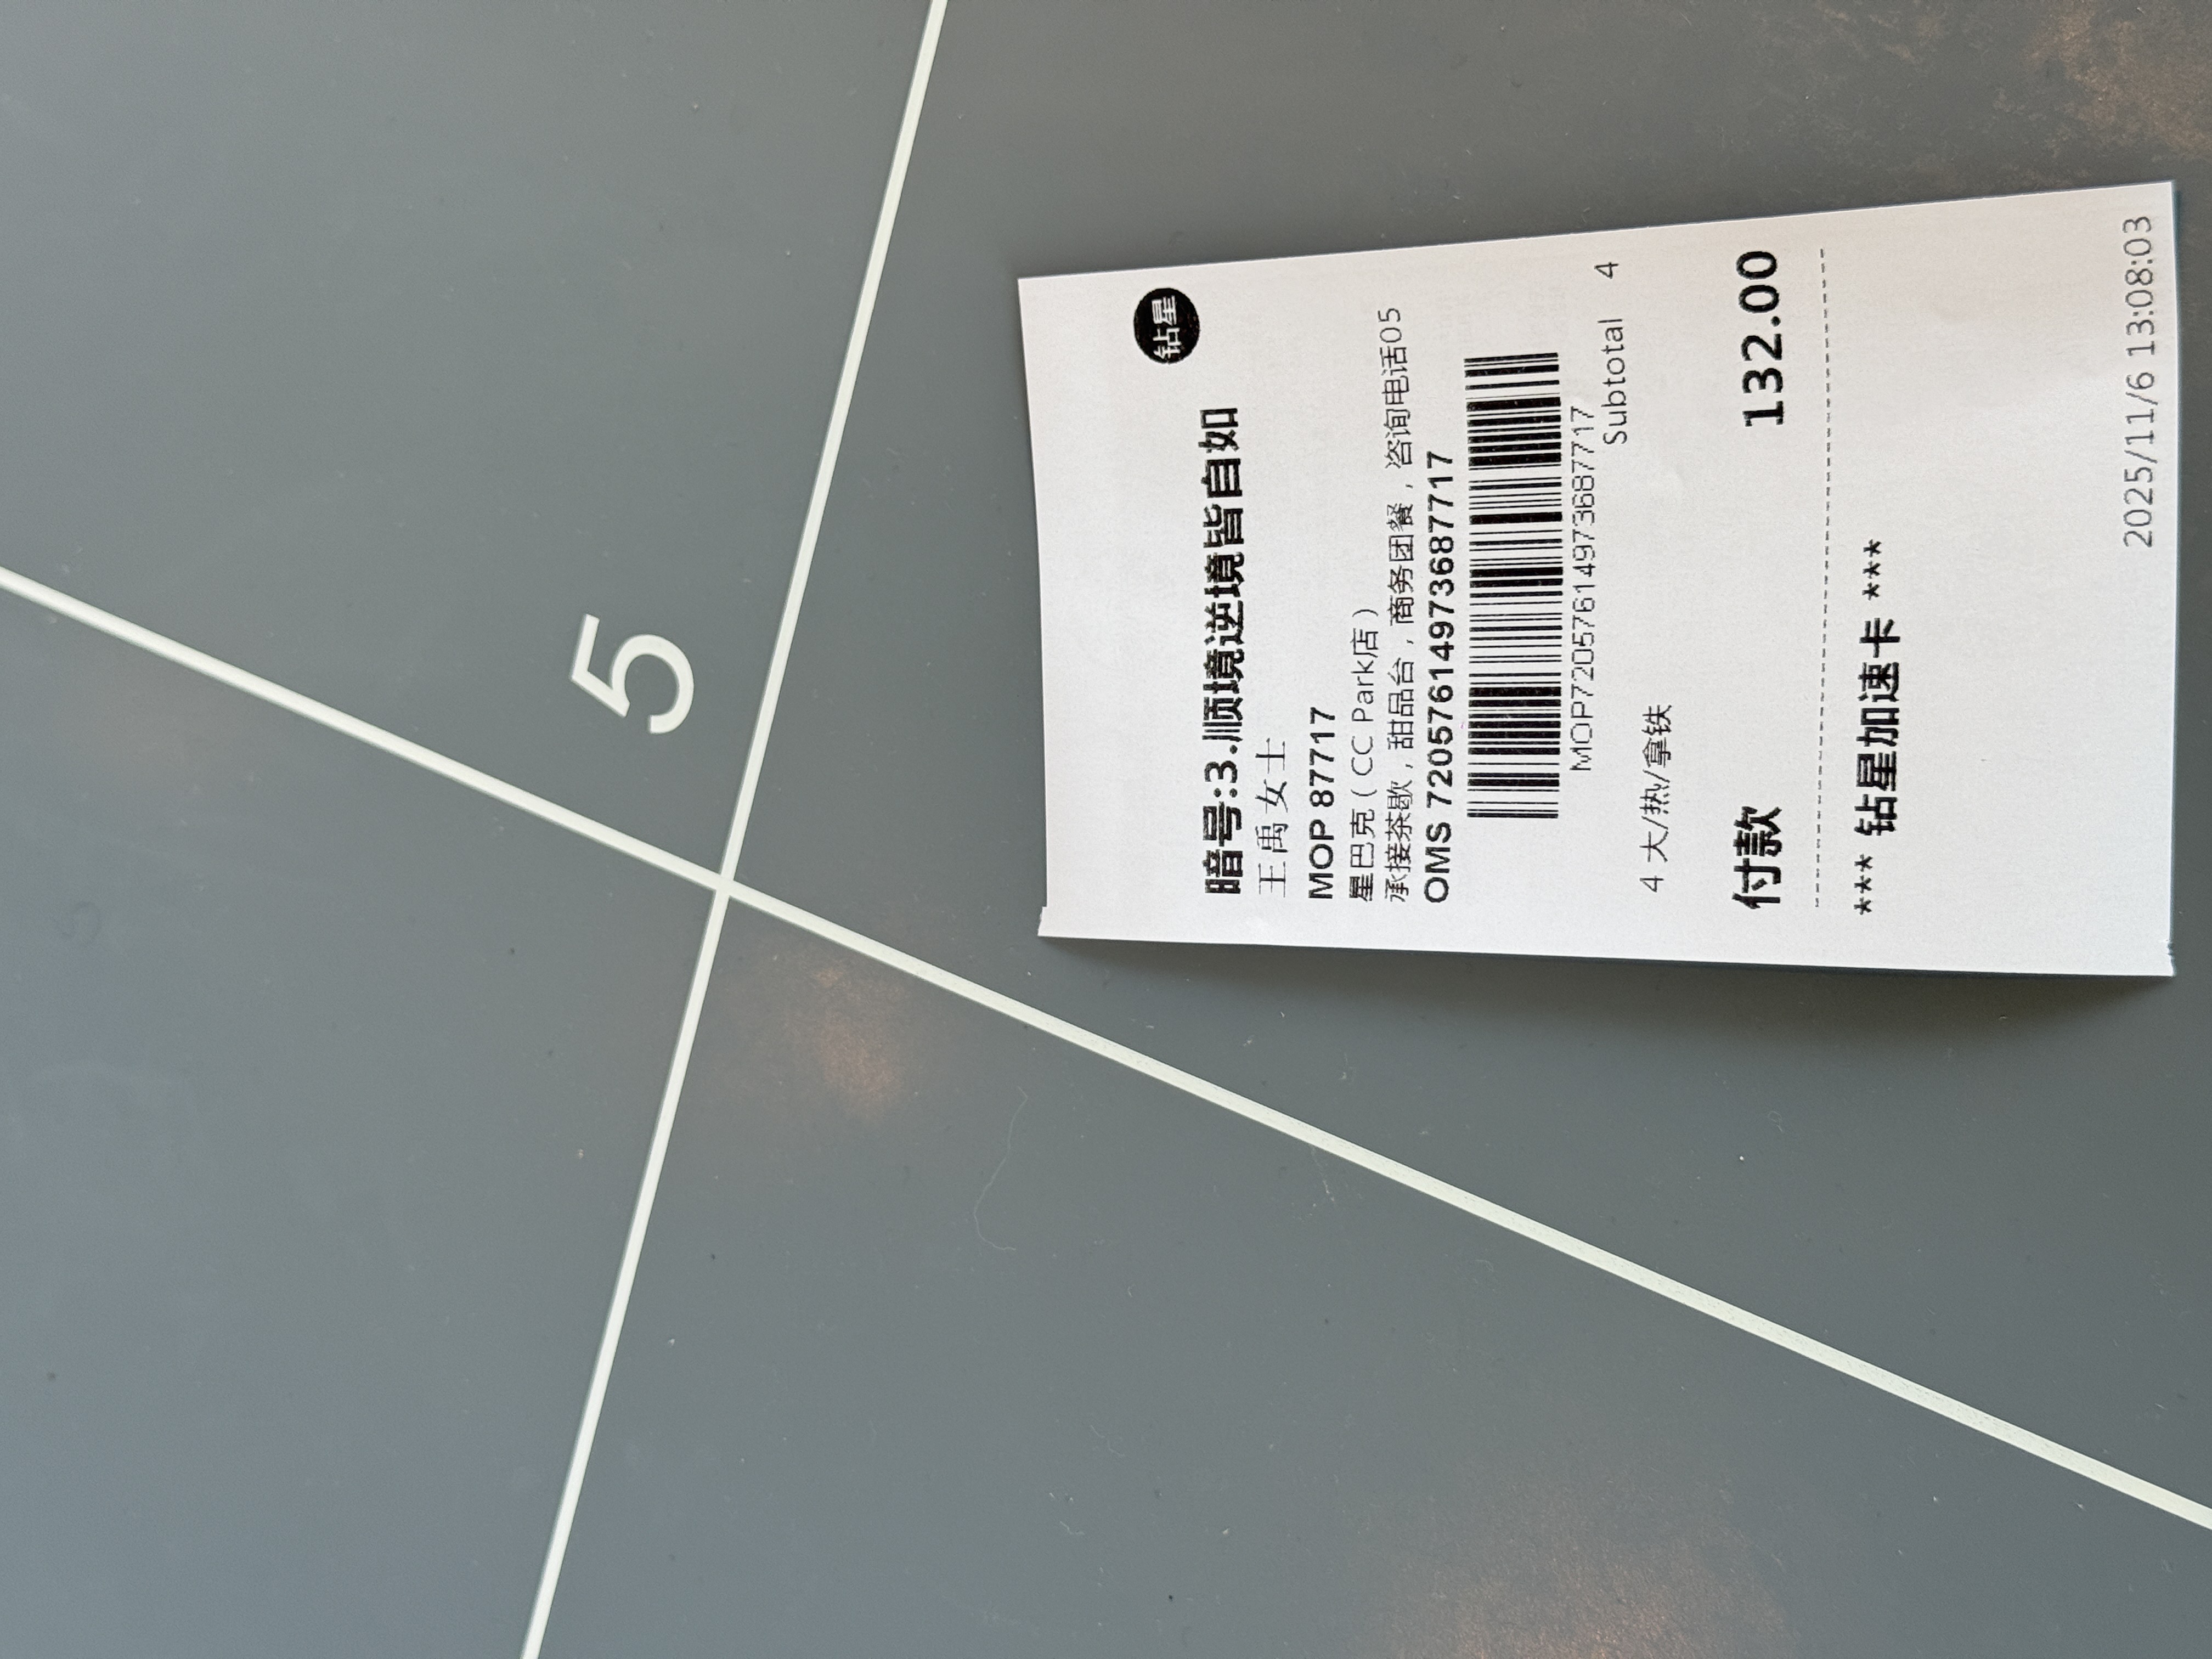 5
钻星
暗号:3.顺境逆境皆自如
王禹女士
MOP 87717
星巴克（CC Park店）
承接茶歇，甜品台，商务团餐，咨询电话05
OMS 7205761497368771​7
MOP72057614973687717
Subtotal 4
4 大/热/拿铁
付款 132.00
*** 钻星加速卡 ***
2025/11/6 13:08:03